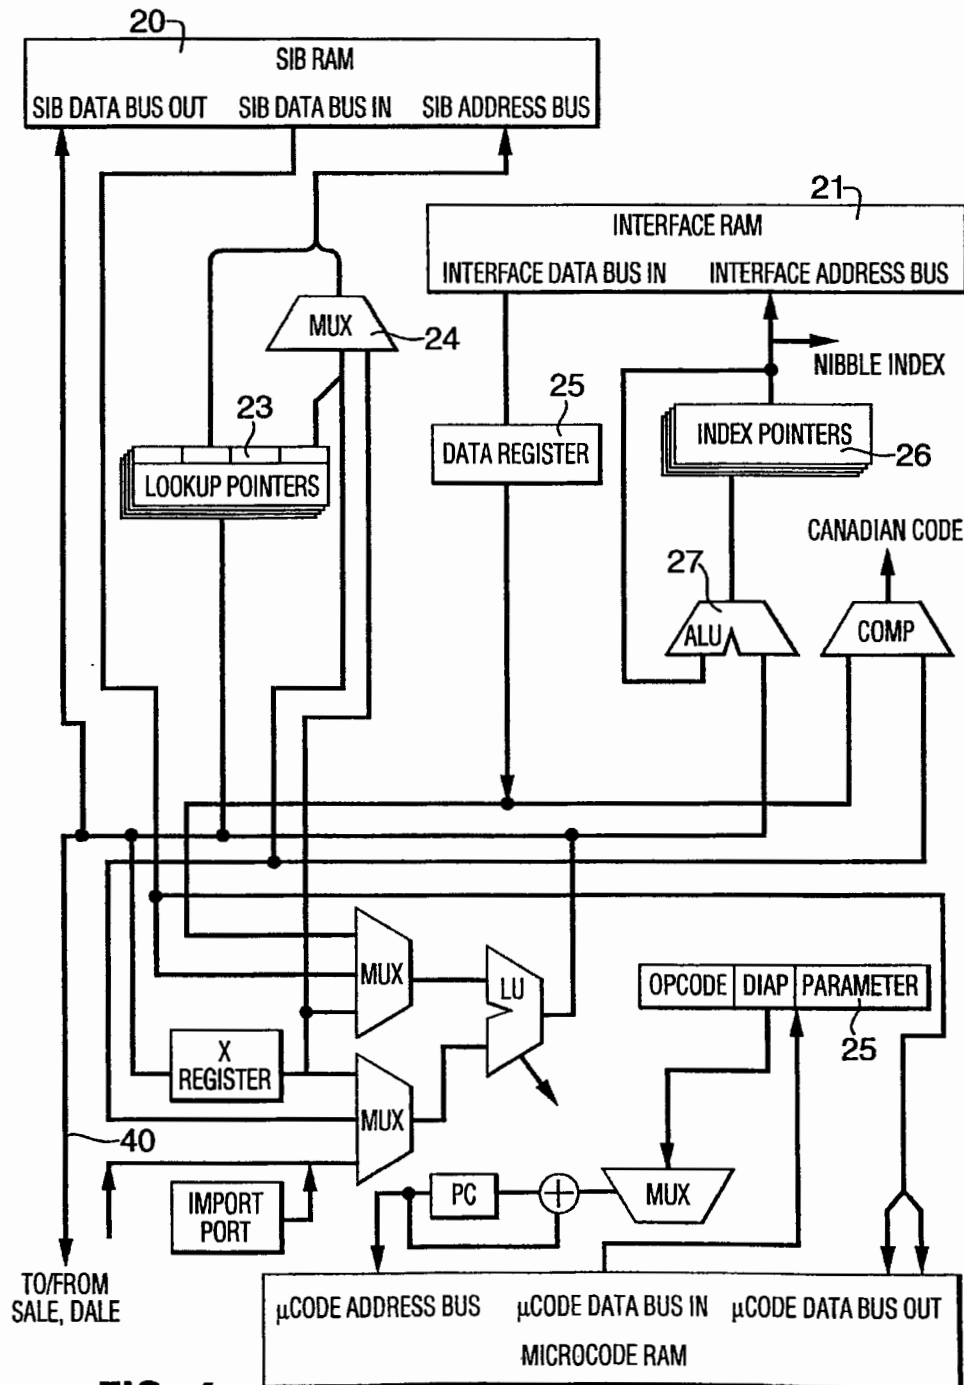 20
SIB RAM
SIB DATA BUS OUT SIB DATA BUS IN SIB ADDRESS BUS
21
INTERFACE RAM
INTERFACE DATA BUS IN INTERFACE ADDRESS BUS
MUX
24
NIBBLE INDEX
23
LOOKUP POINTERS
25
DATA REGISTER
INDEX POINTERS
26
CANADIAN CODE
27
ALU
COMP
MUX
LU
OPCODE DIAP PARAMETER
25
X
REGISTER
MUX
40
IMPORT
PORT
PC
MUX
TO/FROM
SALE, DALE
μCODE ADDRESS BUS μCODE DATA BUS IN μCODE DATA BUS OUT
MICROCODE RAM